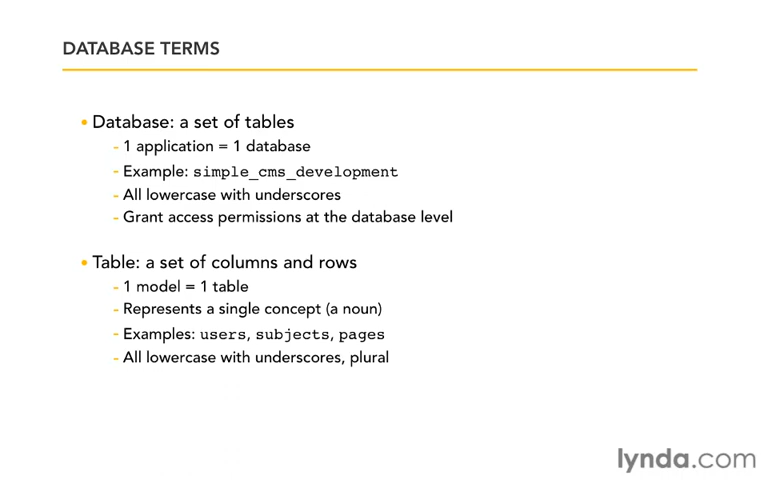 DATABASE TERMS
• Database: a set of tables
- 1 application = 1 database
- Example: simple_cms_development
- All lowercase with underscores
- Grant access permissions at the database level
• Table: a set of columns and rows
- 1 model = 1 table
- Represents a single concept (a noun)
- Examples: users, subjects, pages
- All lowercase with underscores, plural
lynda.com